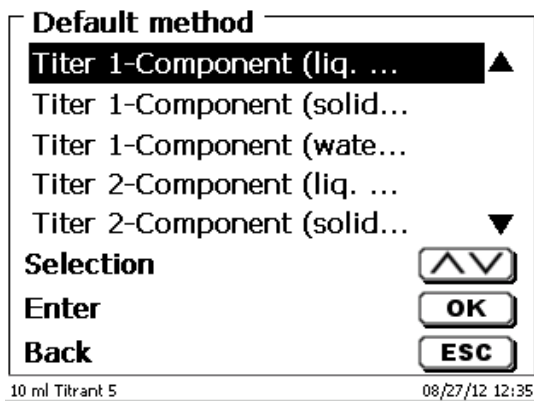 Default method
Titer 1-Component (liq. ...
Titer 1-Component (solid...
Titer 1-Component (wate...
Titer 2-Component (liq. ...
Titer 2-Component (solid...
Selection
Enter OK
Back ESC
10 ml Titrant 5 08/27/12 12:35